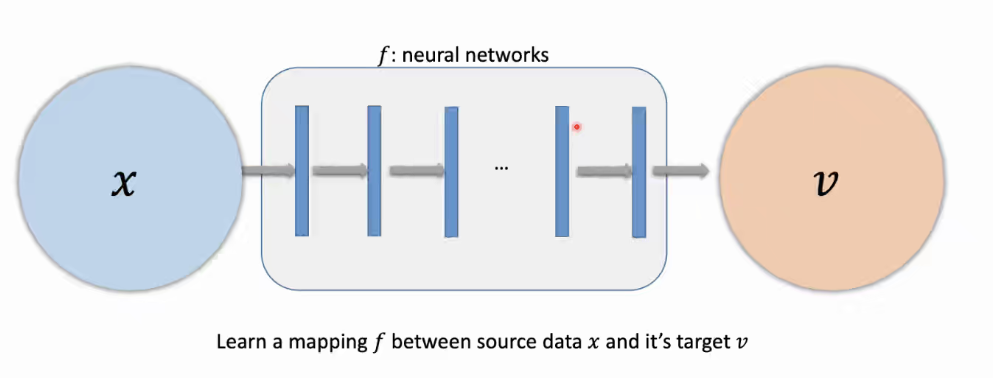 f: neural networks
x
...
v
Learn a mapping f between source data x and it's target v